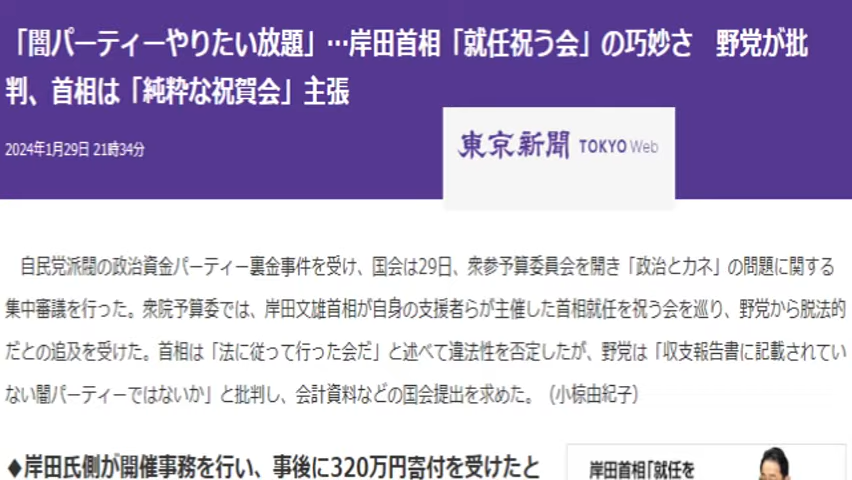 「闇パーティーやりたい放題」…岸田首相「就任祝う会」の巧妙さ　野党が批
判、首相は「純粋な祝賀会」主張
2024年1月29日 21時34分
東京新聞 TOKYO Web
自民党派閥の政治資金パーティー裏金事件を受け、国会は29日、衆参予算委員会を開き「政治とカネ」の問題に関する
集中審議を行った。衆院予算委では、岸田文雄首相が自身の支援者らが主催した首相就任を祝う会を巡り、野党から脱法的
だとの追及を受けた。首相は「法に従って行った会だ」と述べて違法性を否定したが、野党は「収支報告書に記載されてい
ない闇パーティーではないか」と批判し、会計資料などの国会提出を求めた。（小椋由紀子）
◆岸田氏側が開催事務を行い、事後に320万円寄付を受けたと
岸田首相「就任を